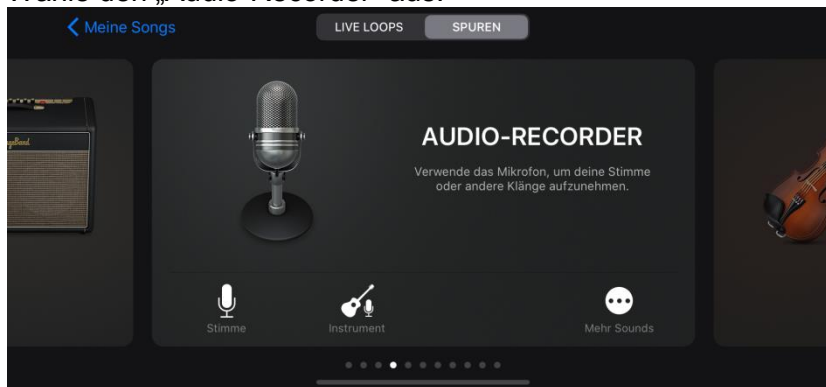 Wähle den „Audio-Recorder“ aus.
Meine Songs
LIVE LOOPS
SPUREN
AUDIO-RECORDER
Verwende das Mikrofon, um deine Stimme
oder andere Klänge aufzunehmen.
Stimme
Instrument
Mehr Sounds